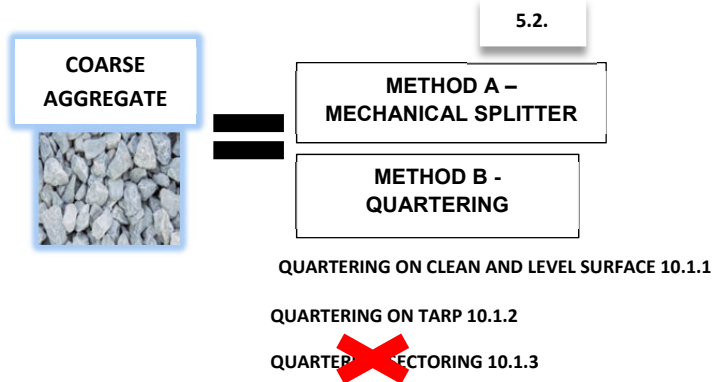 5.2.
COARSE
AGGREGATE
METHOD A –
MECHANICAL SPLITTER
METHOD B -
QUARTERING
QUARTERING ON CLEAN AND LEVEL SURFACE 10.1.1
QUARTERING ON TARP 10.1.2
10.1.3